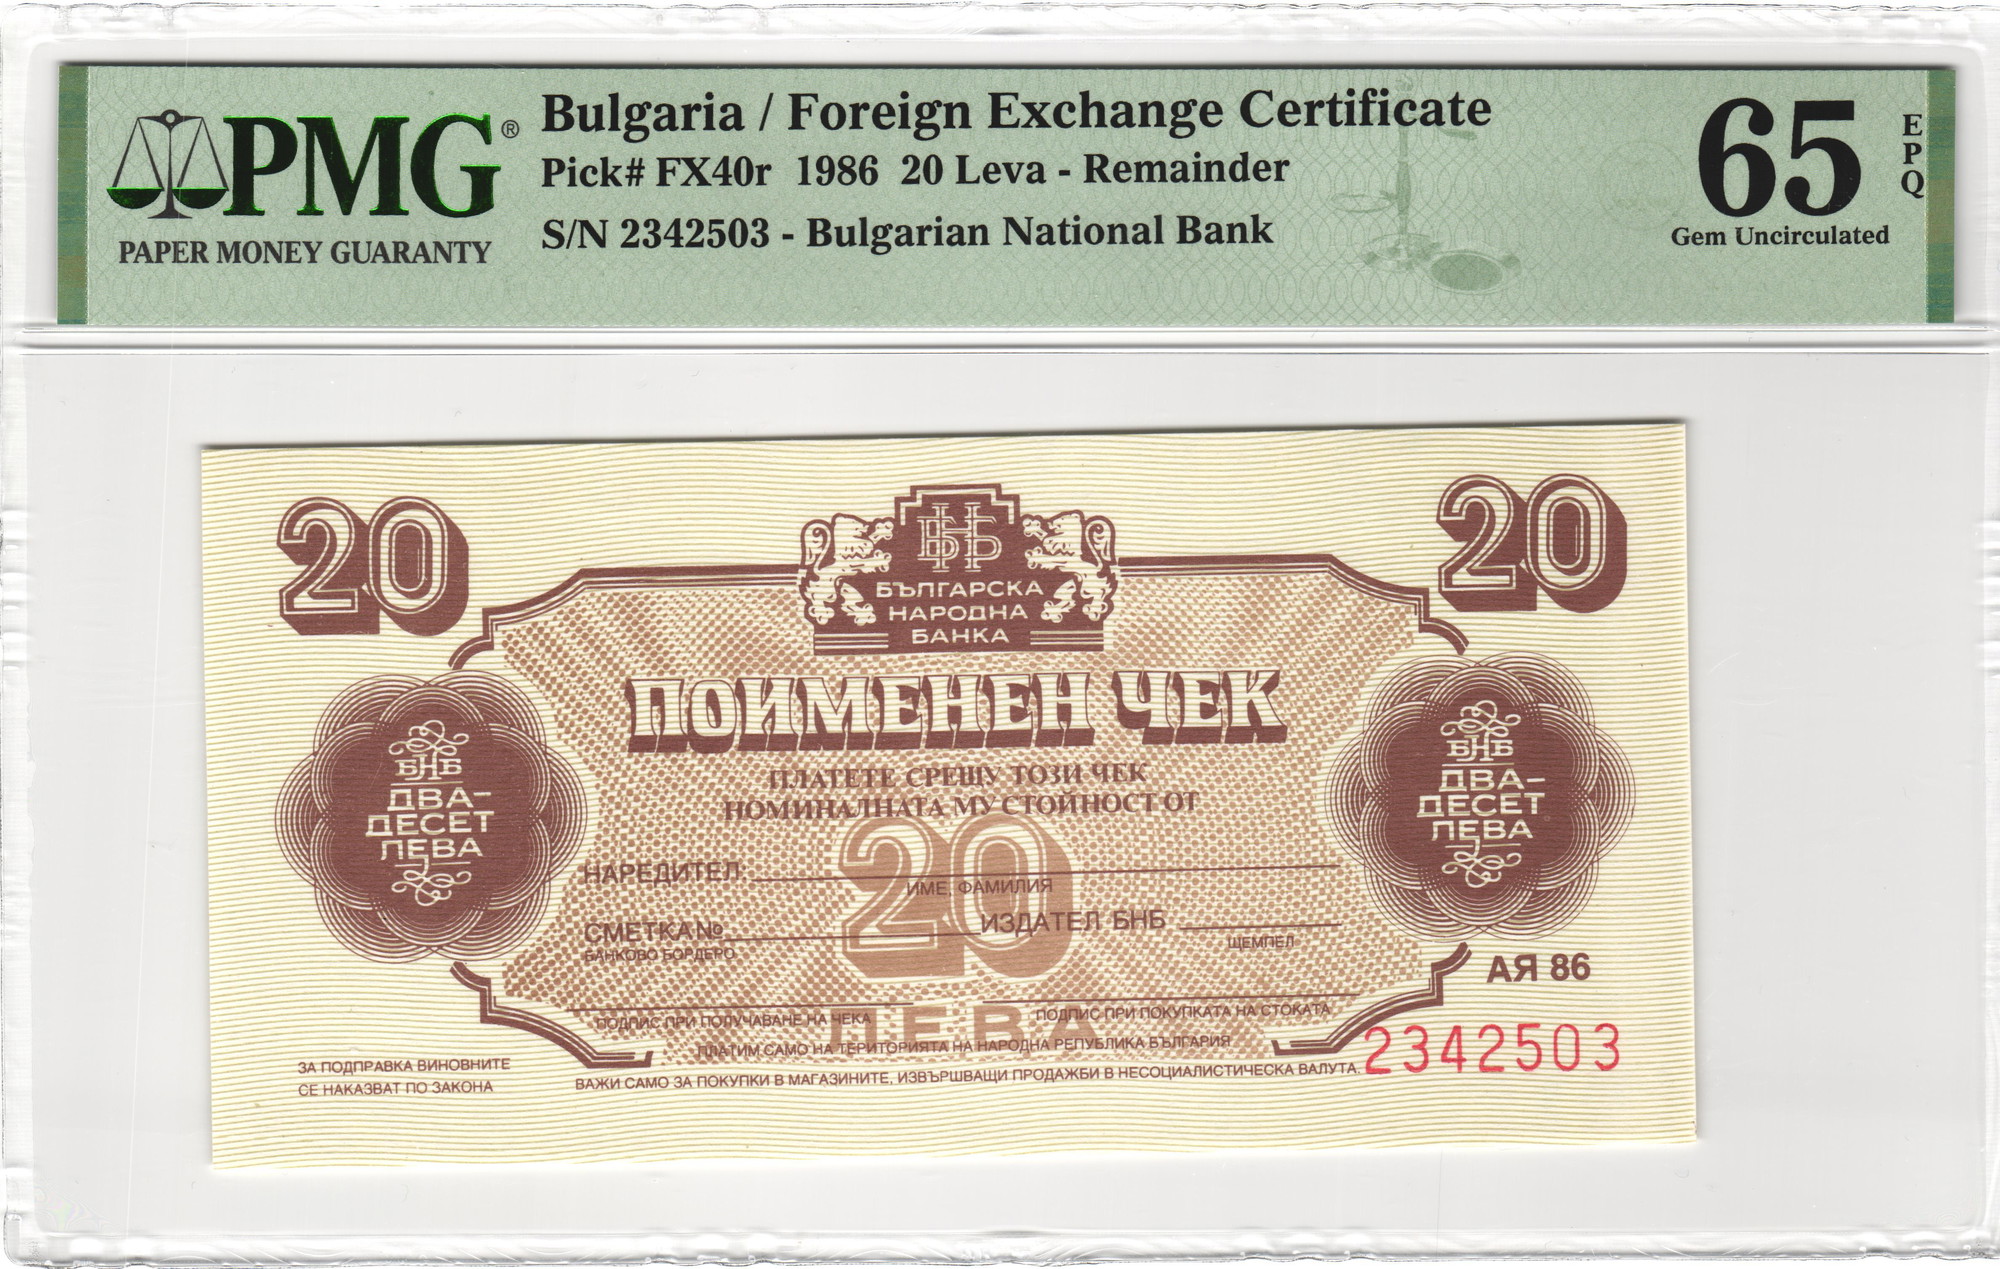 PMG®
PAPER MONEY GUARANTY
Bulgaria / Foreign Exchange Certificate
Pick# FX40r 1986 20 Leva - Remainder
S/N 2342503 - Bulgarian National Bank
65
EPQ
Gem Uncirculated
20
20
БНБ
БЪЛГАРСКА
НАРОДНА
БАНКА
ПОИМЕНЕН ЧЕК
ПЛАТЕТЕ СРЕЩУ ТОЗИ ЧЕК
НОМИНАЛНАТА МУ СТОЙНОСТ ОТ
БНБ
ДВА-
ДЕСЕТ
ЛЕВА
БНБ
ДВА-
ДЕСЕТ
ЛЕВА
20
ЛЕВА
НАРЕДИТЕЛ:
ИМЕ, ФАМИЛИЯ
СМЕТКА № ИЗДАТЕЛ БНБ
БАНКОВО БОРДЕРО ЩЕМПЕЛ
АЯ 86
ПОДПИС ПРИ ПОЛУЧАВАНЕ НА ЧЕКА ПОДПИС ПРИ ПОКУПКАТА НА СТОКАТА
ПЛАТИМ САМО НА ТЕРИТОРИЯТА НА НАРОДНА РЕПУБЛИКА БЪЛГАРИЯ
2342503
ЗА ПОДПРАВКА ВИНОВНИТЕ
СЕ НАКАЗВАТ ПО ЗАКОНА
ВАЖИ САМО ЗА ПОКУПКИ В МАГАЗИНИТЕ, ИЗВЪРШВАЩИ ПРОДАЖБИ В НЕСОЦИАЛИСТИЧЕСКА ВАЛУТА.